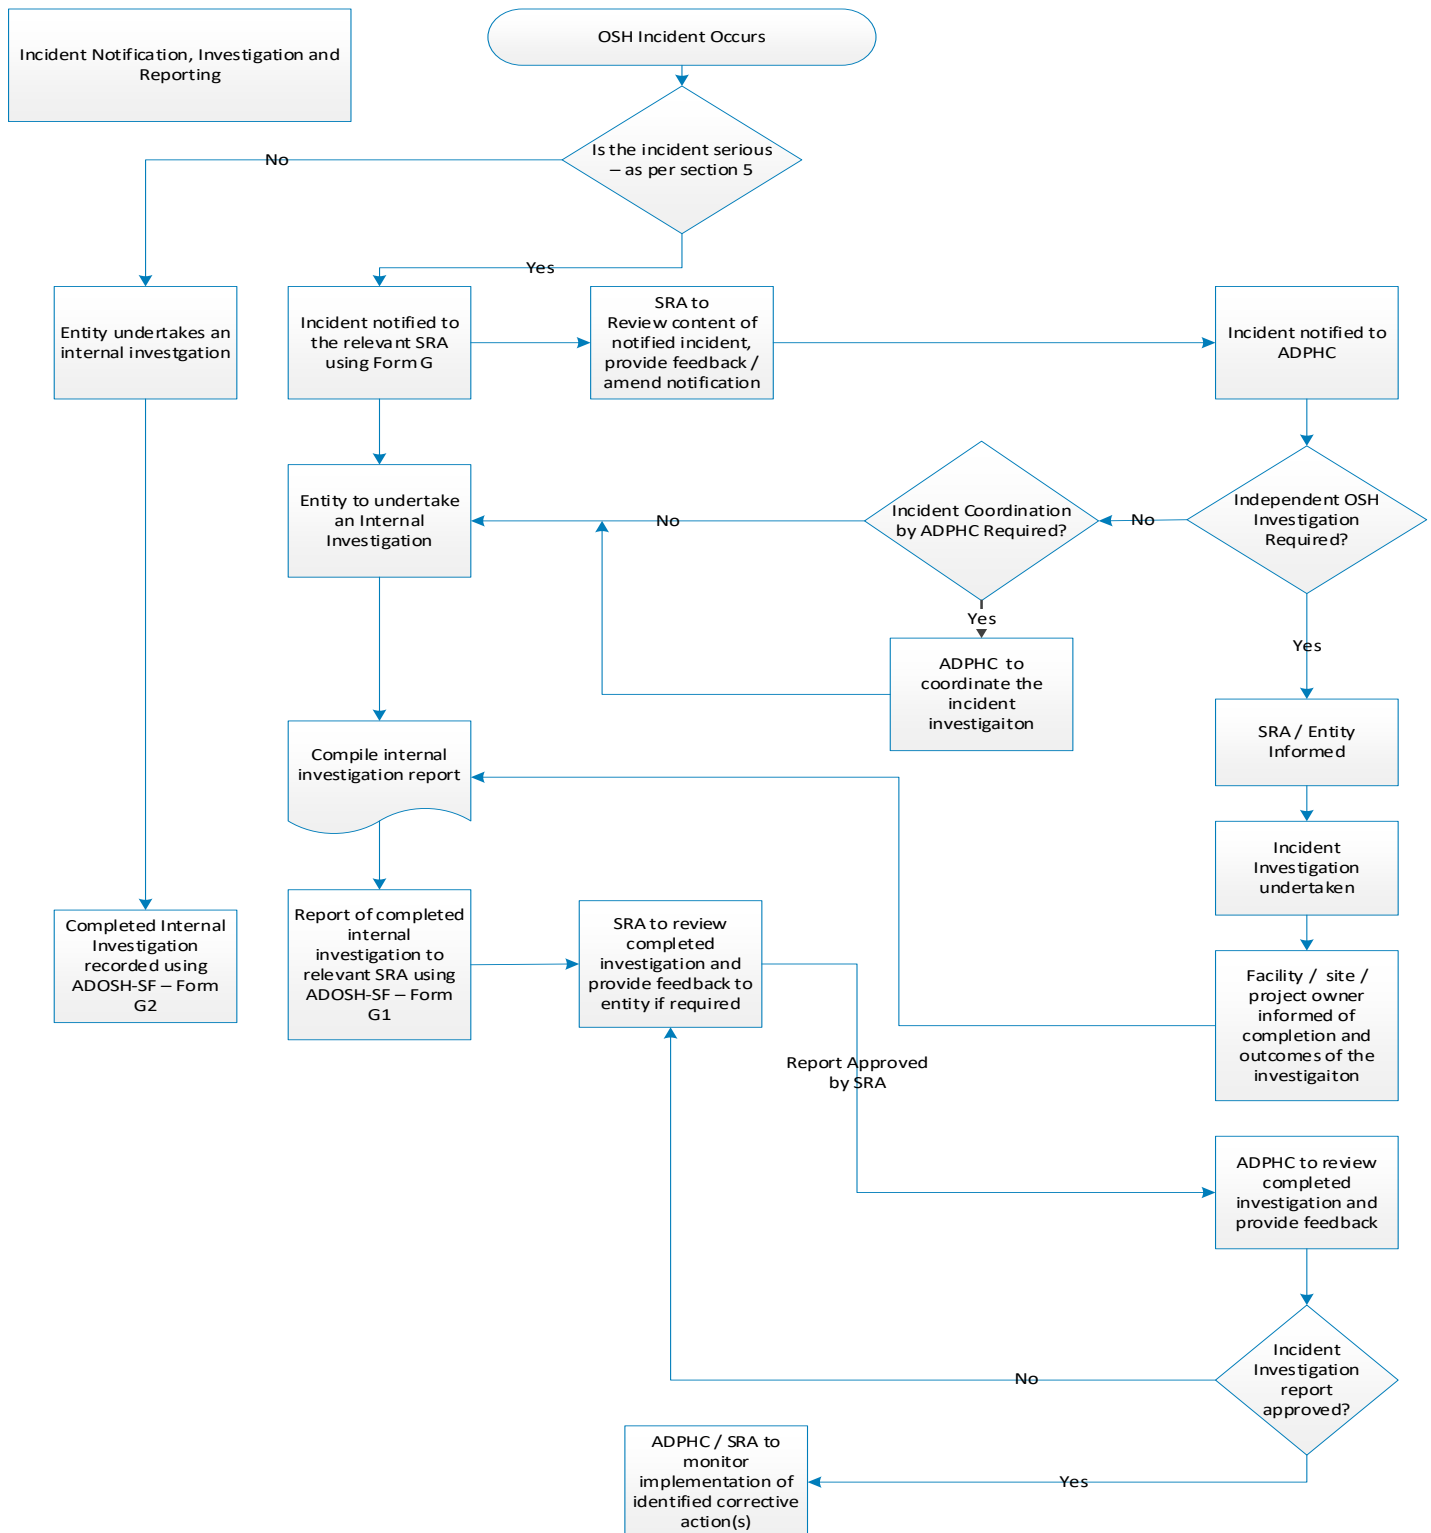 Incident Notification, Investigation and
Reporting
OSH Incident Occurs
Is the incident serious
– as per section 5
No
Yes
Entity undertakes an
internal investgation
Incident notified to
the relevant SRA
using Form G
SRA to
Review content of
notified incident,
provide feedback /
amend notification
Incident notified to
ADPHC
Entity to undertake
an Internal
Investigation
No
Incident Coordination
by ADPHC Required?
No
Independent OSH
Investigation
Required?
Yes
Yes
ADPHC to
coordinate the
incident
investigaiton
SRA / Entity
Informed
Compile internal
investigation report
Incident
Investigation
undertaken
Completed Internal
Investigation
recorded using
ADOSH-SF – Form
G2
Report of completed
internal
investigation to
relevant SRA using
ADOSH-SF – Form
G1
SRA to review
completed
investigation and
provide feedback to
entity if required
Facility / site /
project owner
informed of
completion and
outcomes of the
investigaiton
Report Approved
by SRA
ADPHC to review
completed
investigation and
provide feedback
Incident
Investigation
report
approved?
No
Yes
ADPHC / SRA to
monitor
implementation of
identified corrective
action(s)